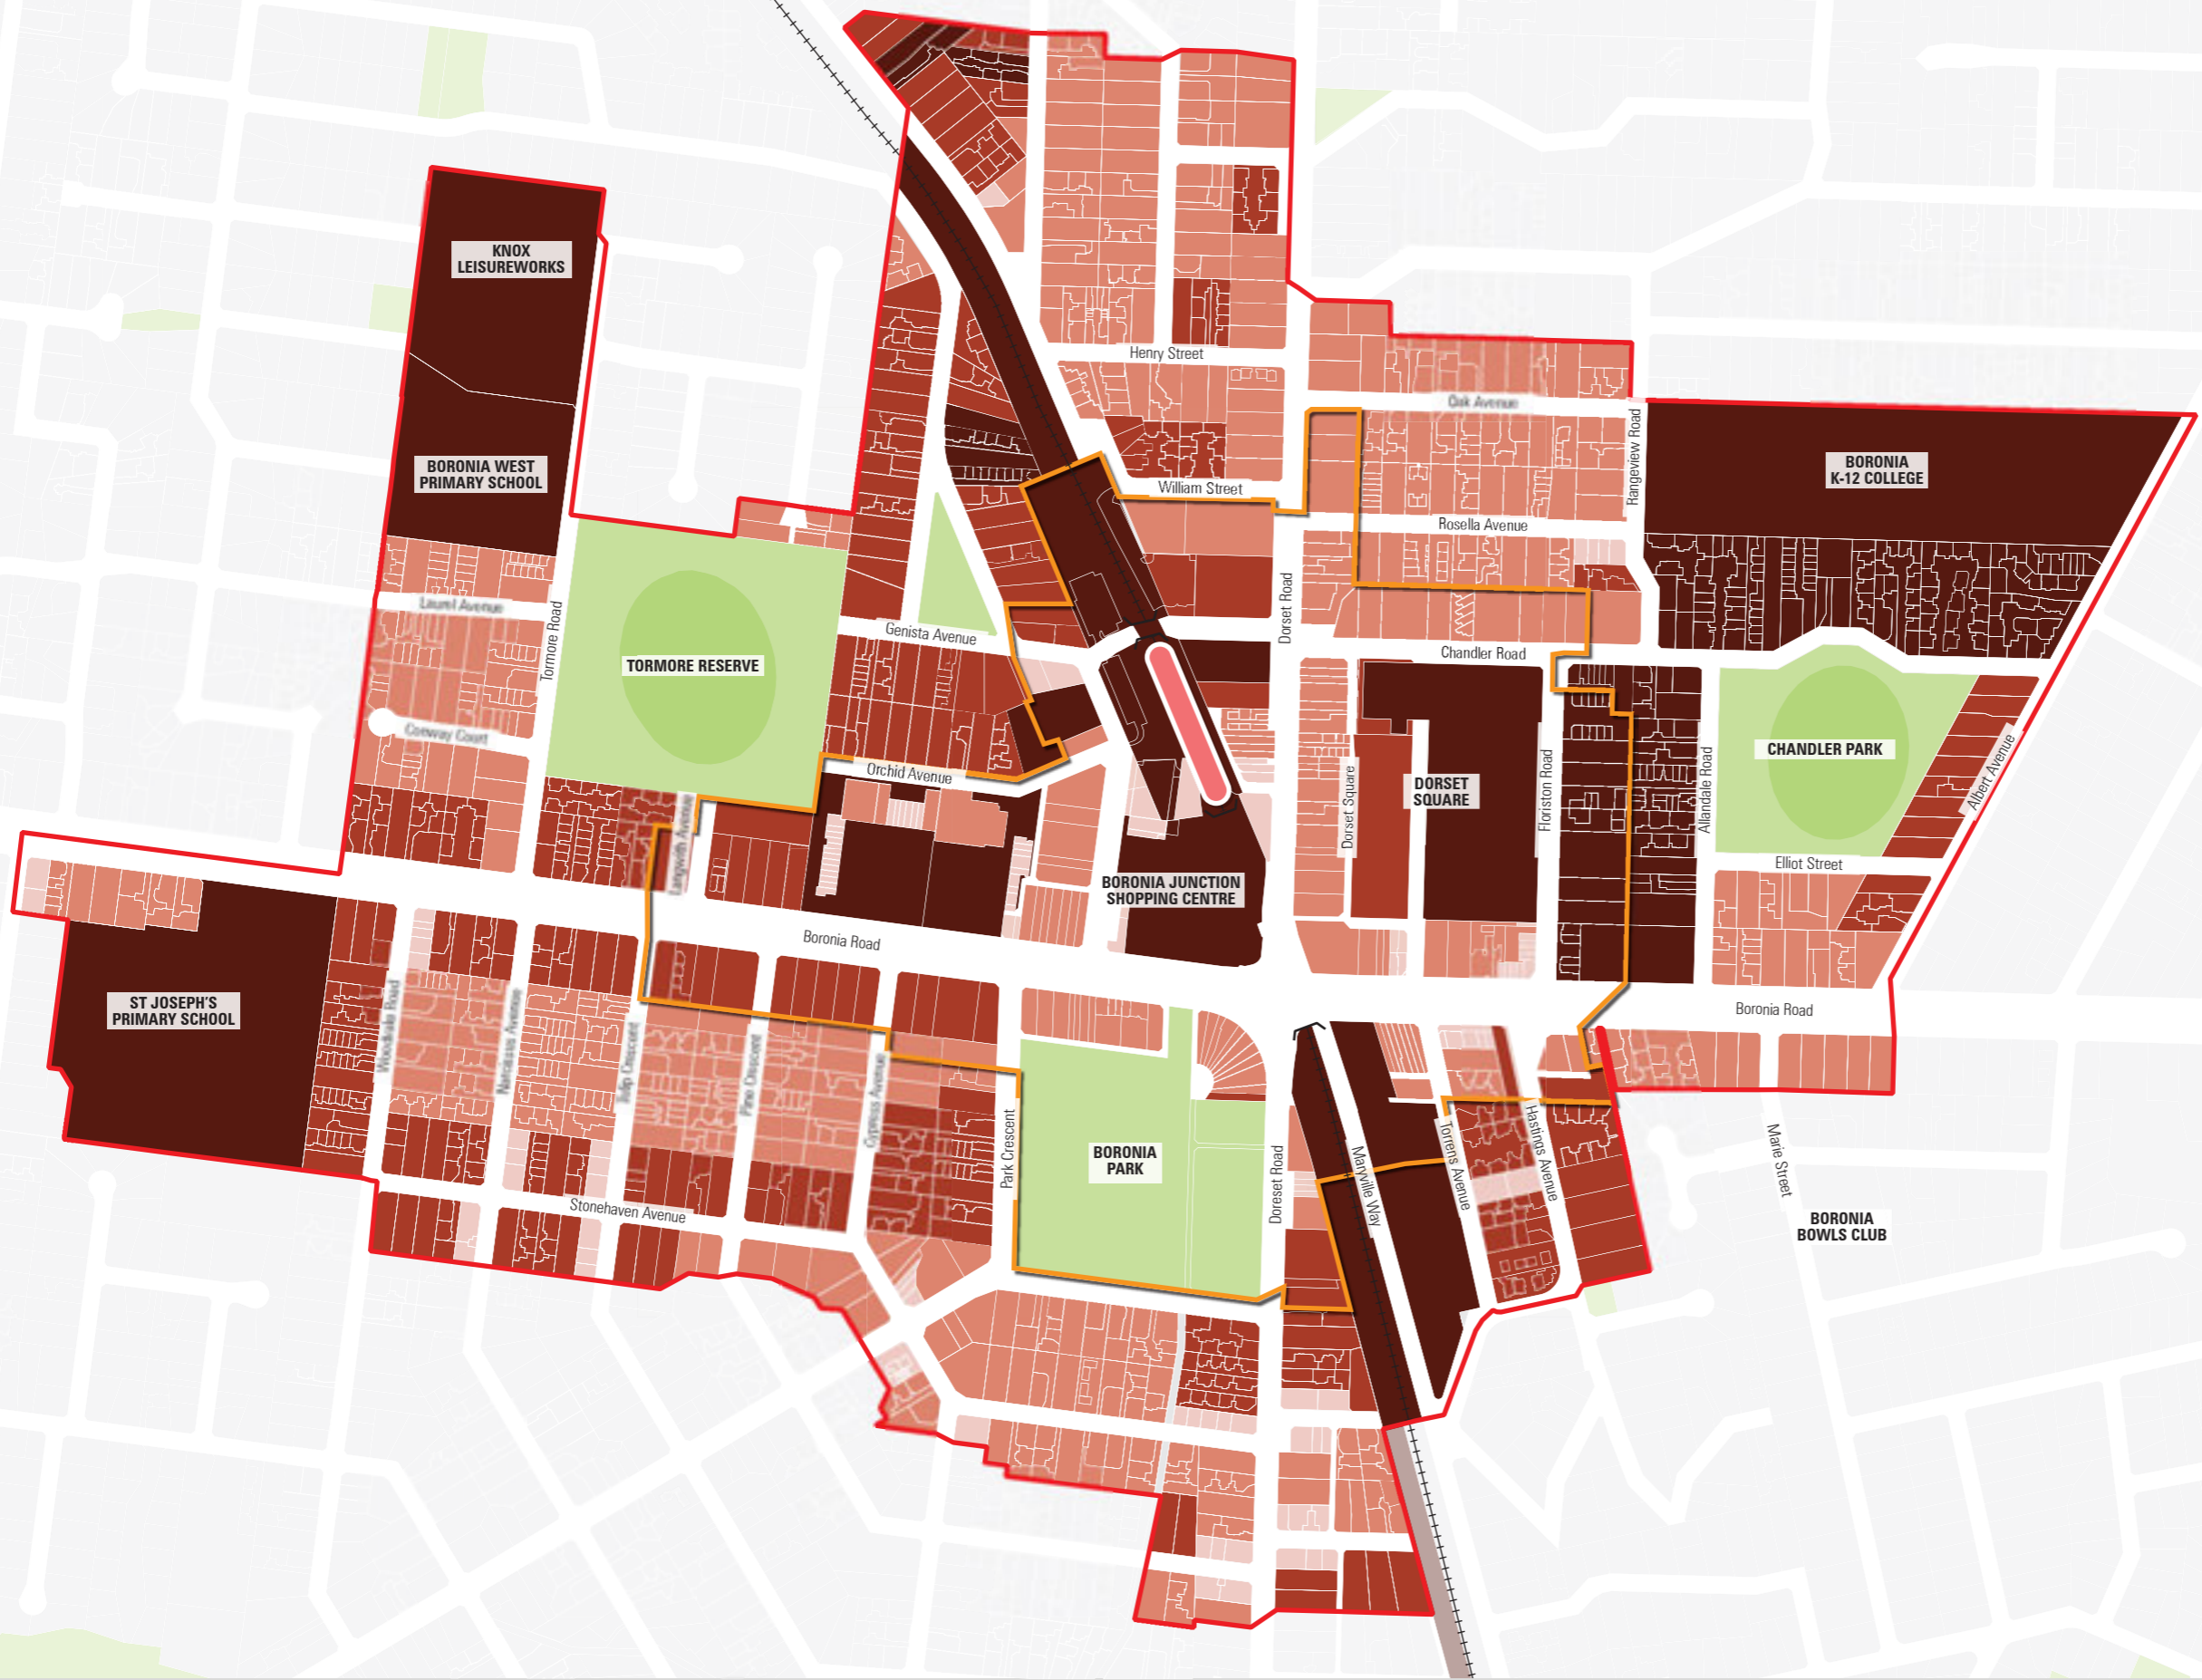 KNOX
LEISUREWORKS
Henry Street
Oak Avenue
Rangeview Road
BORONIA
K-12 COLLEGE
BORONIA WEST
PRIMARY SCHOOL
William Street
Rosella Avenue
Laurel Avenue
Tormore Road
Genista Avenue
Dorset Road
Chandler Road
TORMORE RESERVE
Conway Court
Orchid Avenue
CHANDLER PARK
Albert Avenue
Allandale Road
Floriston Road
DORSET
SQUARE
Dorset Square
Langwith Avenue
Elliot Street
BORONIA JUNCTION
SHOPPING CENTRE
Boronia Road
ST JOSEPH'S
PRIMARY SCHOOL
Boronia Road
Woodvale Road
Narcissus Avenue
Tulip Crescent
Pine Crescent
Cypress Avenue
Park Crescent
BORONIA
PARK
Doreset Road
Maryville Way
Torrens Avenue
Hastings Avenue
Marie Street
Stonehaven Avenue
BORONIA
BOWLS CLUB